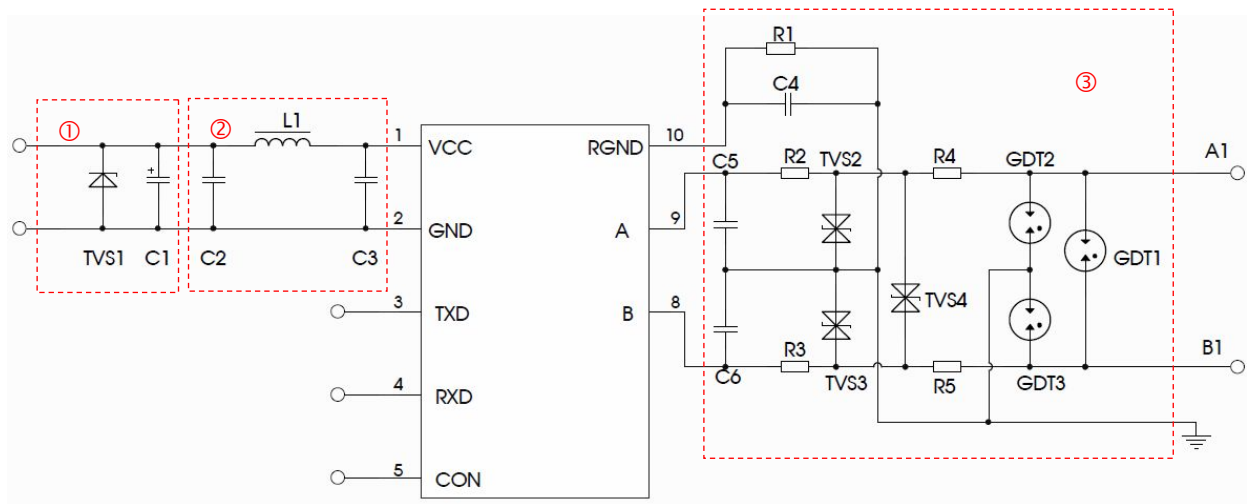 R1
③
C4
① ② L1
1 VCC RGND 10
C5 R2 TVS2 R4 GDT2 A1
+
2 GND A 9
TVS1 C1 C2 C3 GDT1
3 TXD B 8 TVS4
C6 R3 TVS3 R5 GDT3 B1
4 RXD
5 CON